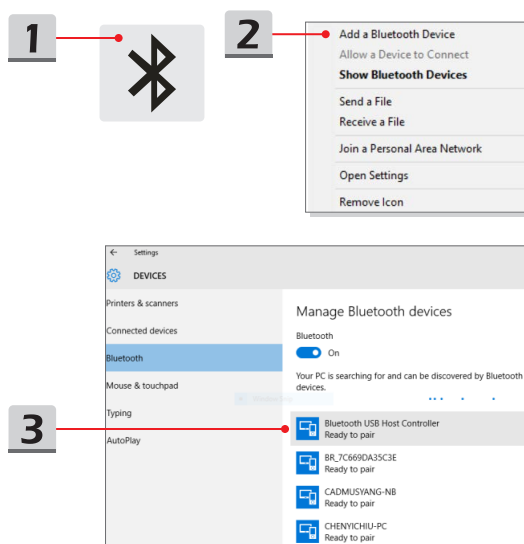 1
2
Add a Bluetooth Device
Allow a Device to Connect
Show Bluetooth Devices
Send a File
Receive a File
Join a Personal Area Network
Open Settings
Remove Icon
← Settings
DEVICES
Printers & scanners
Connected devices
Bluetooth
Mouse & touchpad
Typing
AutoPlay
Manage Bluetooth devices
Bluetooth
On
Your PC is searching for and can be discovered by Bluetooth
devices.
3
Bluetooth USB Host Controller
Ready to pair
BR_7C669DA35C3E
Ready to pair
CADMUSYANG-NB
Ready to pair
CHENYICHIU-PC
Ready to pair